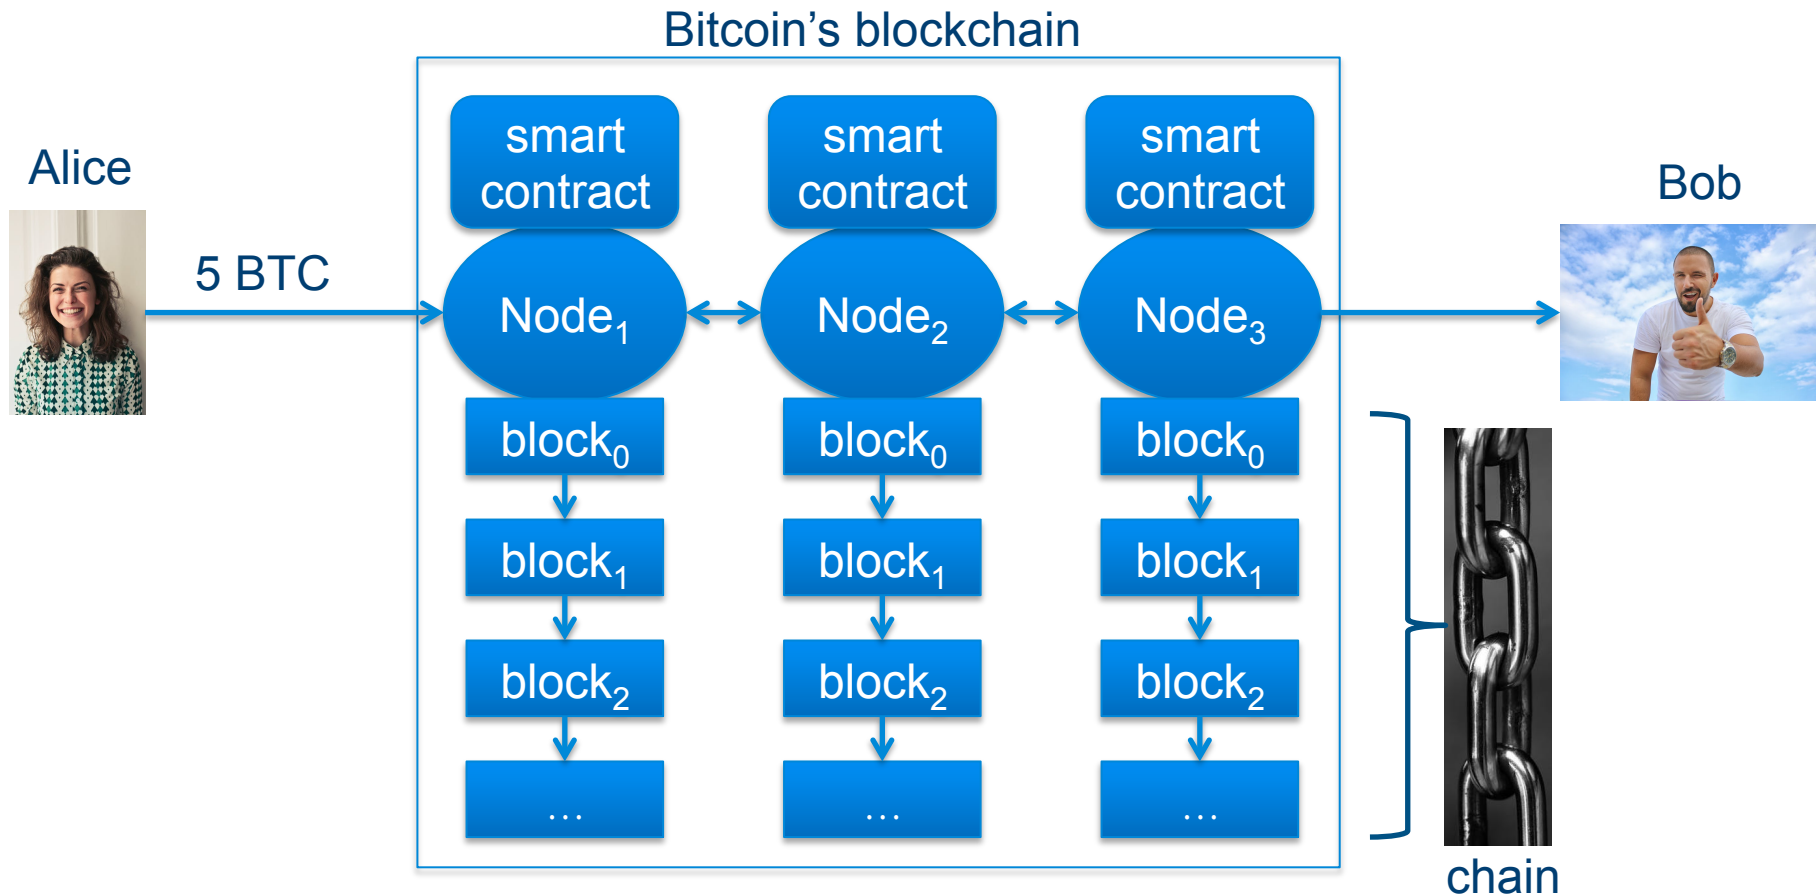 Bitcoin’s blockchain
Alice
5 BTC
smart
contract
smart
contract
smart
contract
Bob
Node1
Node2
Node3
block0
block0
block0
block1
block1
block1
block2
block2
block2
...
...
...
chain